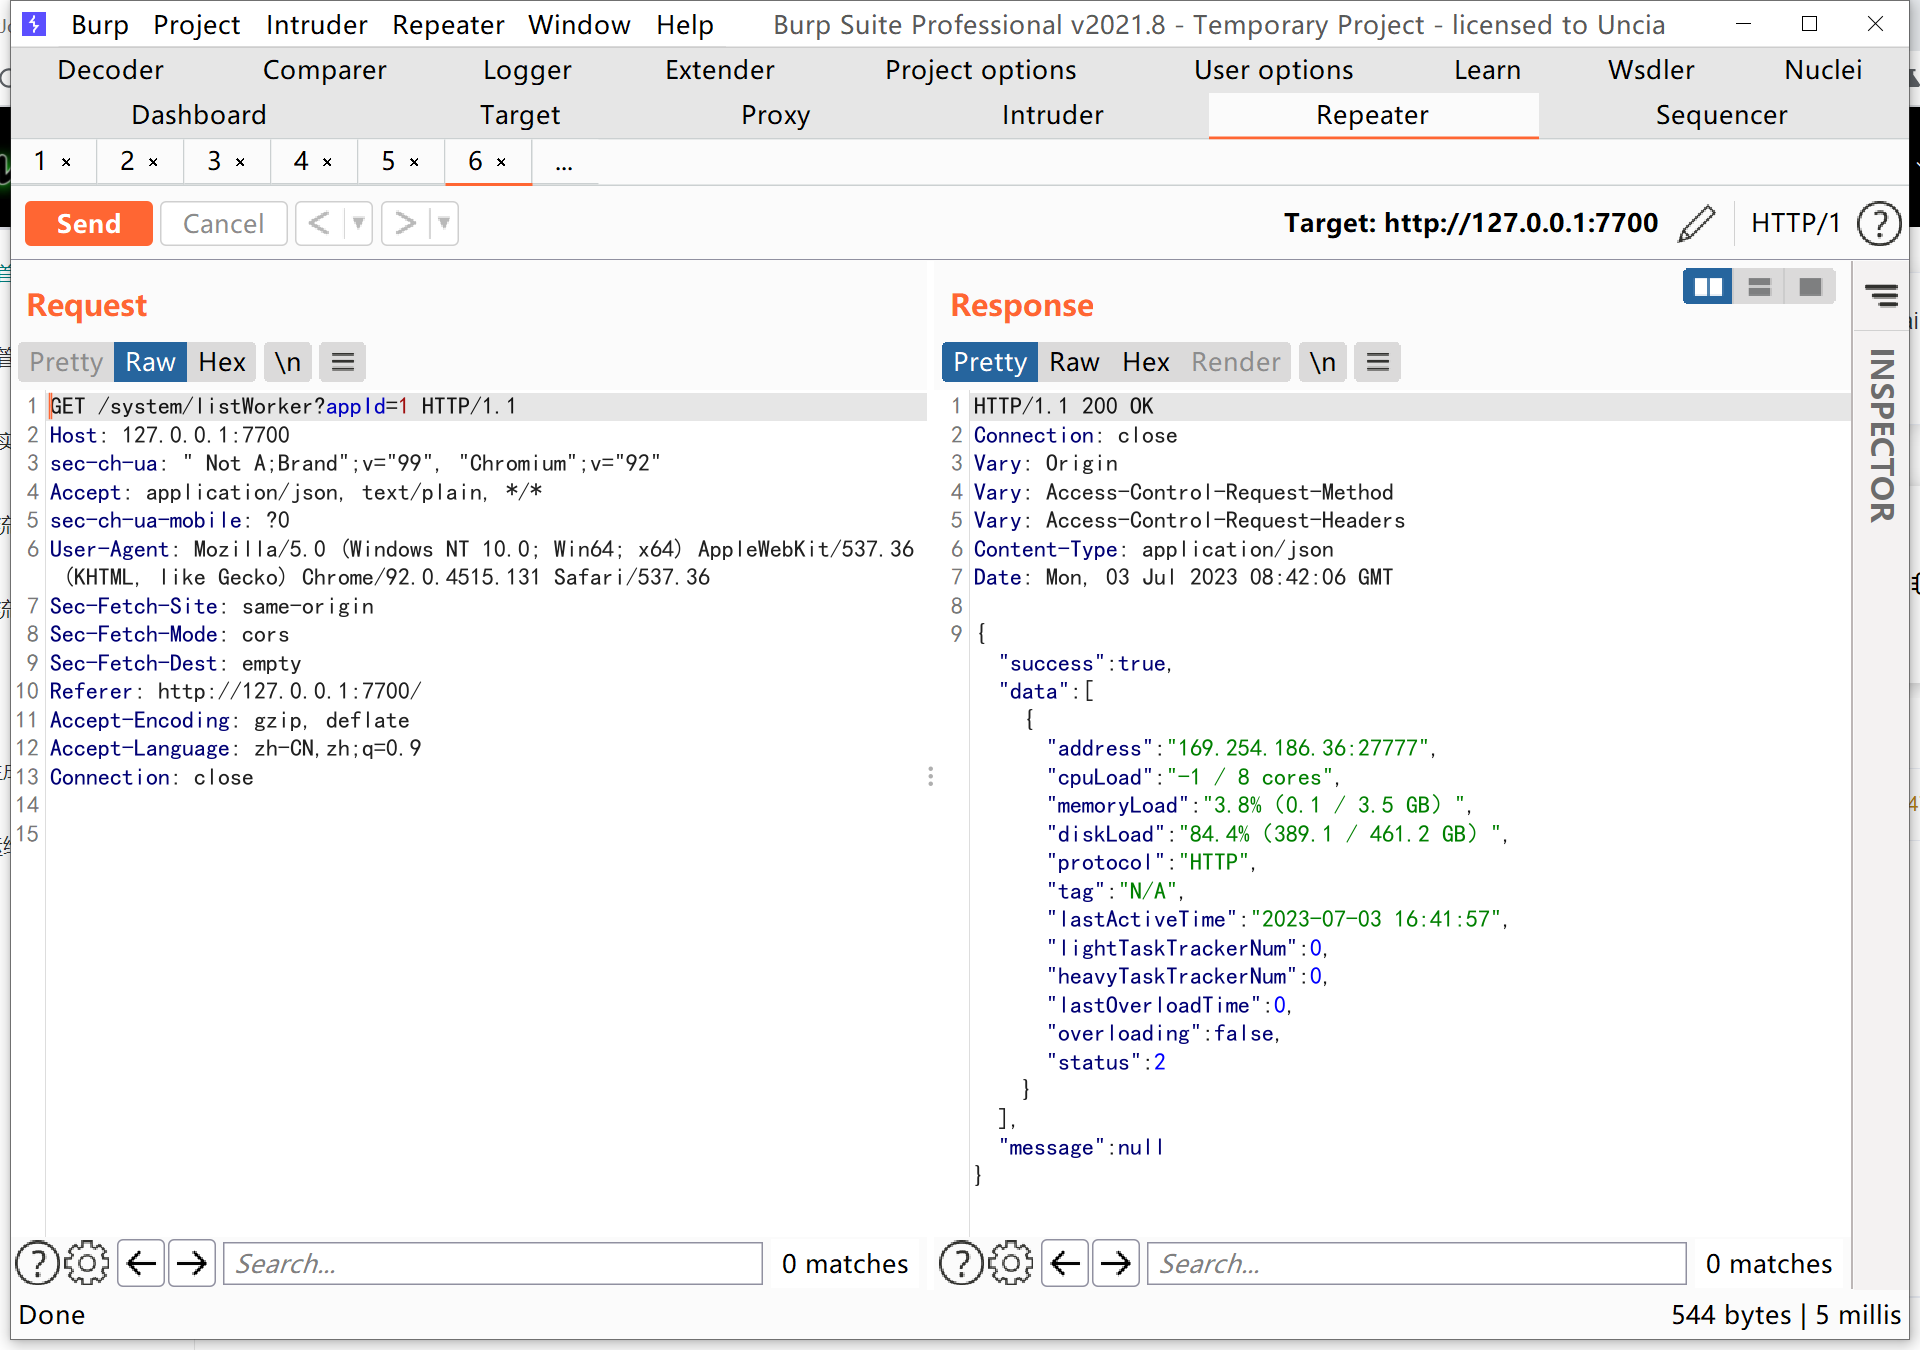 Burp Project Intruder Repeater Window Help Burp Suite Professional v2021.8 - Temporary Project - licensed to Uncia
Decoder Comparer Logger Extender Project options User options Learn Wsdler Nuclei
Dashboard Target Proxy Intruder Repeater Sequencer
1 × 2 × 3 × 4 × 5 × 6 × ...
Send Cancel < > Target: http://127.0.0.1:7700 HTTP/1 ?
Request
Pretty Raw Hex \n
1 GET /system/listWorker?appId=1 HTTP/1.1
2 Host: 127.0.0.1:7700
3 sec-ch-ua: " Not A;Brand";v="99", "Chromium";v="92"
4 Accept: application/json, text/plain, */*
5 sec-ch-ua-mobile: ?0
6 User-Agent: Mozilla/5.0 (Windows NT 10.0; Win64; x64) AppleWebKit/537.36
(KHTML, like Gecko) Chrome/92.0.4515.131 Safari/537.36
7 Sec-Fetch-Site: same-origin
8 Sec-Fetch-Mode: cors
9 Sec-Fetch-Dest: empty
10 Referer: http://127.0.0.1:7700/
11 Accept-Encoding: gzip, deflate
12 Accept-Language: zh-CN,zh;q=0.9
13 Connection: close
14
15
? Search... 0 matches
Response
Pretty Raw Hex Render \n
1 HTTP/1.1 200 OK
2 Connection: close
3 Vary: Origin
4 Vary: Access-Control-Request-Method
5 Vary: Access-Control-Request-Headers
6 Content-Type: application/json
7 Date: Mon, 03 Jul 2023 08:42:06 GMT
8
9 {
"success":true,
"data":[
{
"address":"169.254.186.36:27777",
"cpuLoad":"-1 / 8 cores",
"memoryLoad":"3.8% (0.1 / 3.5 GB) ",
"diskLoad":"84.4% (389.1 / 461.2 GB) ",
"protocol":"HTTP",
"tag":"N/A",
"lastActiveTime":"2023-07-03 16:41:57",
"lightTaskTrackerNum":0,
"heavyTaskTrackerNum":0,
"lastOverloadTime":0,
"overloading":false,
"status":2
}
],
"message":null
}
? Search... 0 matches
INSPECTOR
Done 544 bytes | 5 millis